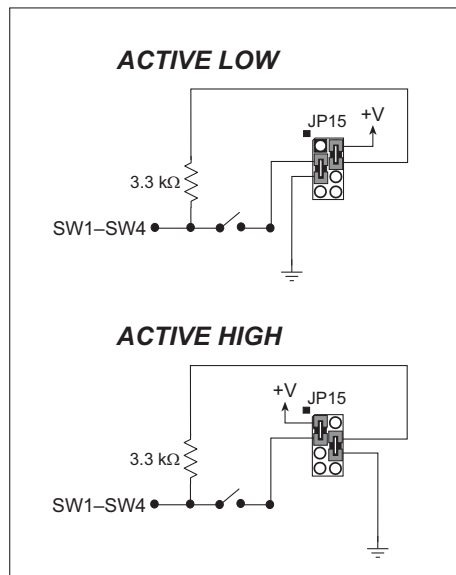 ACTIVE LOW
JP15
+V
3.3 kΩ
SW1–SW4
ACTIVE HIGH
+V
JP15
3.3 kΩ
SW1–SW4